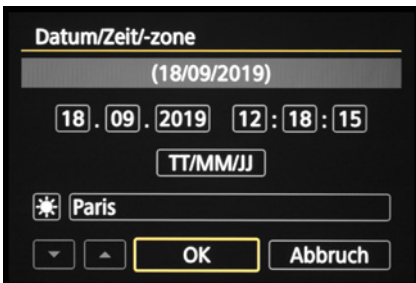 Datum/Zeit/-zone
(18/09/2019)
18 . 09 . 2019 12 : 18 : 15
TT/MM/JJ
Paris
OK Abbruch